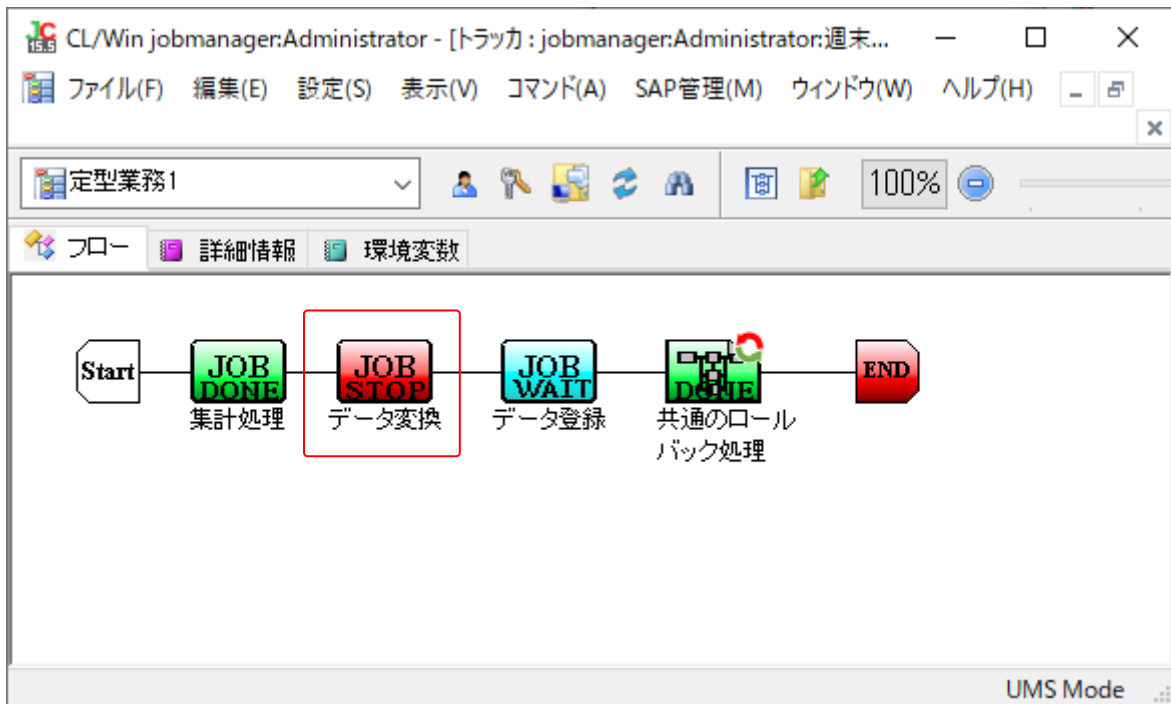 CL/Win jobmanager:Administrator - [トラッカ : jobmanager:Administrator:週末...
ファイル(F) 編集(E) 設定(S) 表示(V) コマンド(A) SAP管理(M) ウィンドウ(W) ヘルプ(H)
定型業務1 100%
フロー 詳細情報 環境変数
Start JOB DONE JOB STOP JOB WAIT DONE END
集計処理 データ変換 データ登録 共通のロール
バック処理
UMS Mode